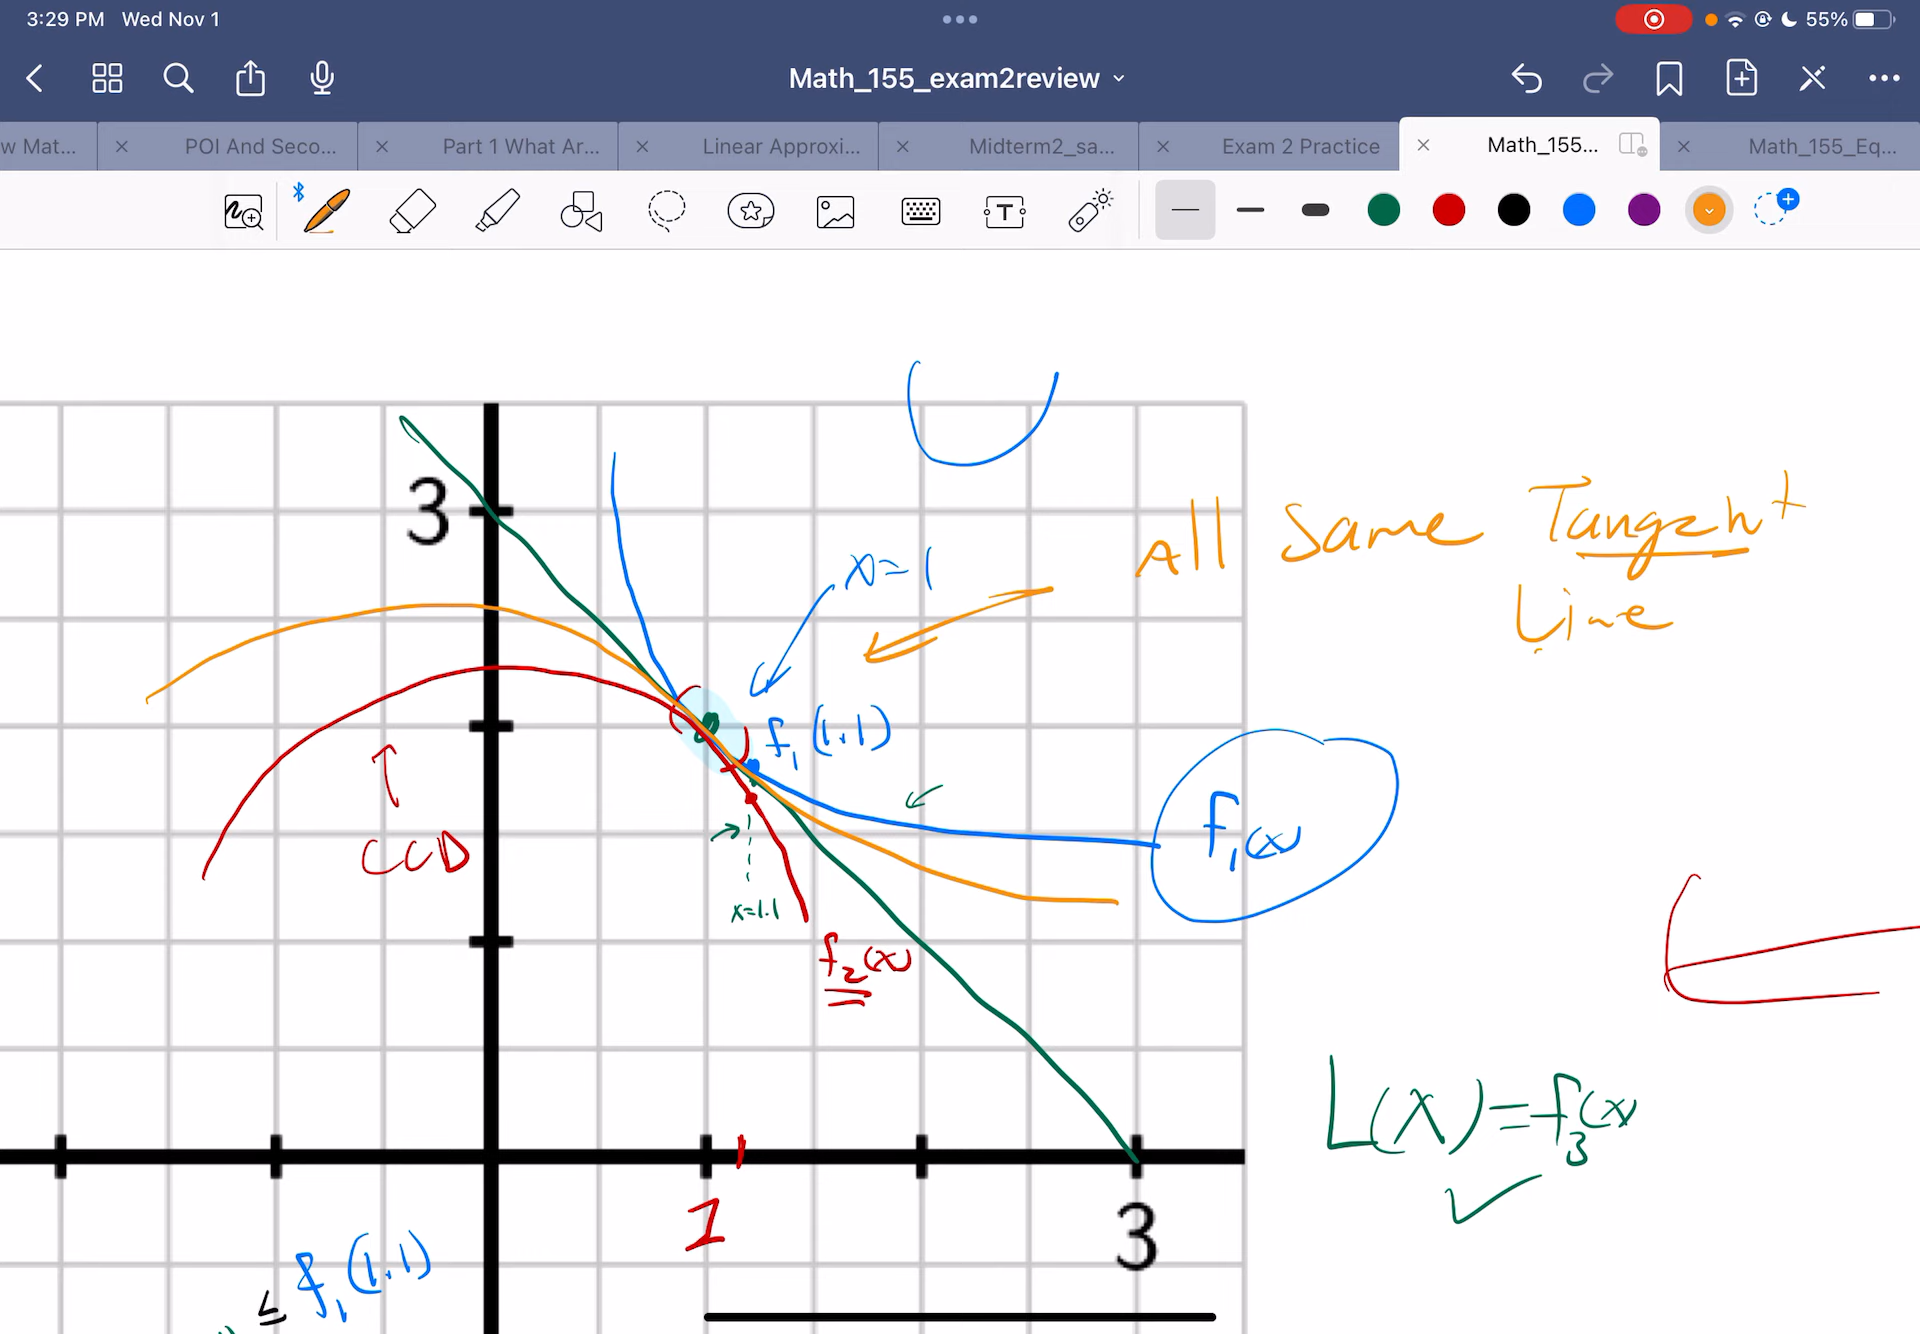 3:29 PM Wed Nov 1
55%
Math_155_exam2review
w Mat...
POI And Seco...
Part 1 What Ar...
Linear Approxi...
Midterm2_sa...
Exam 2 Practice
Math_155...
Math_155_Eq...
T
All Same Tangent
Line
3
x=1
f₁(1.1)
f₁(x)
CCD
x=1.1
f₂(x)
L(x)=f₃(x)
1
3
≤ f₁(1.1)